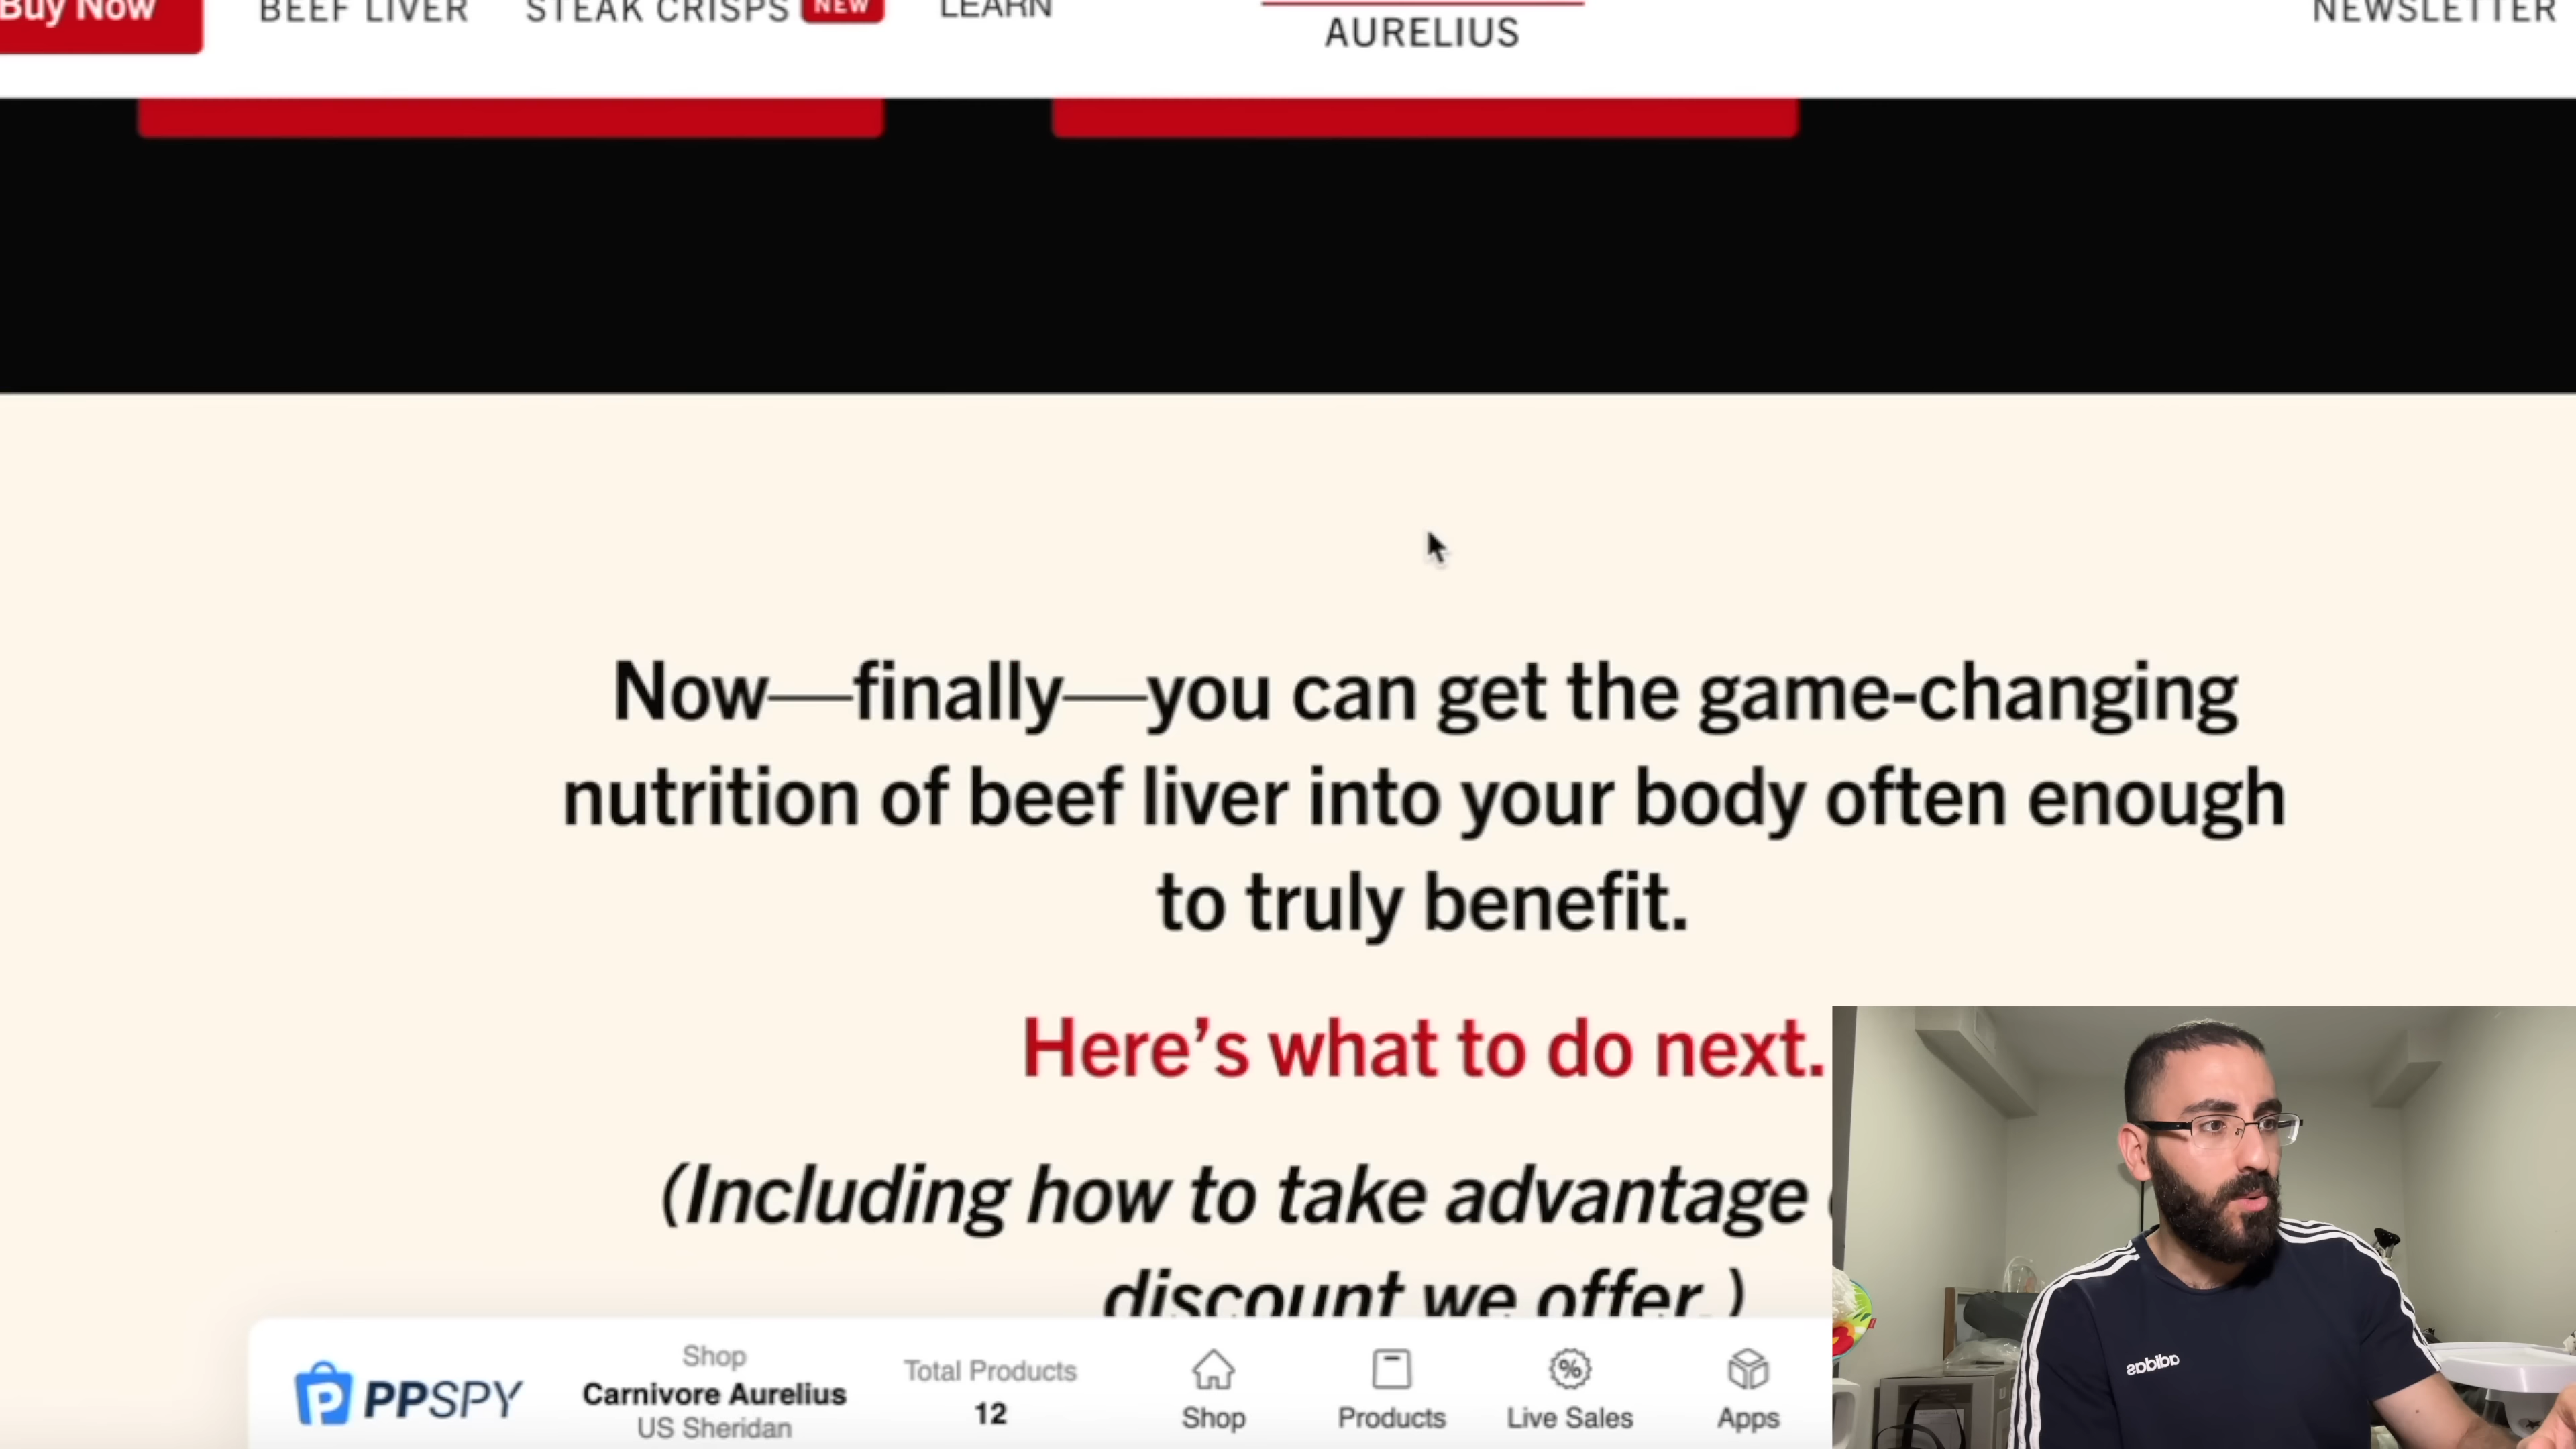 Buy Now
BEEF LIVER
STEAK CRISPS NEW
LEARN
AURELIUS
NEWSLETTER
Now—finally—you can get the game-changing
nutrition of beef liver into your body often enough
to truly benefit.
Here’s what to do next.
(Including how to take advantage
discount we offer.)
PPSPY
Shop
Carnivore Aurelius
US Sheridan
Total Products
12
Shop
Products
Live Sales
Apps
adidas